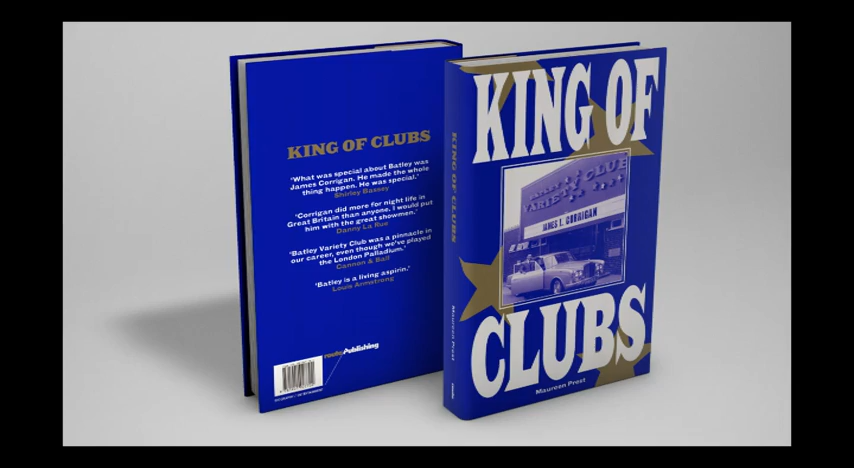 KING OF CLUBS
'What was special about Batley was
James Corrigan. He made the whole
thing happen. He was special.'
Shirley Bassey
'Corrigan did more for night life in
Great Britain than anyone. I would put
him with the great showmen.'
Danny La Rue
'Batley Variety Club was a pinnacle in
our career, even though we've played
the London Palladium.'
Cannon & Ball
'Batley is a living aspirin.'
Louis Armstrong
route Publishing
BIOGRAPHY / ENTERTAINMENT
KING OF CLUBS
Maureen Prest
route
KING OF
VARIETY CLUB
JAMES L. CORRIGAN
CLUBS
Maureen Prest